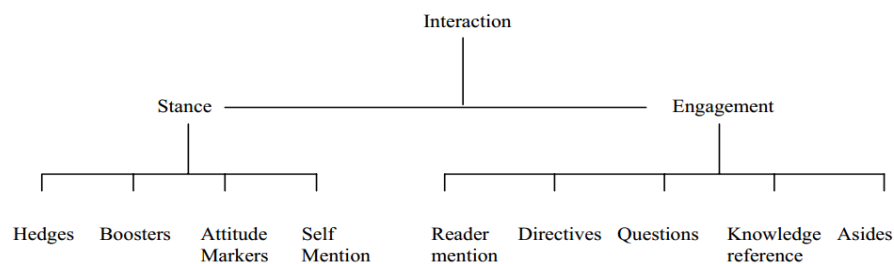 Interaction
Stance Engagement
Hedges Boosters Attitude Markers Self Mention Reader mention Directives Questions Knowledge reference Asides